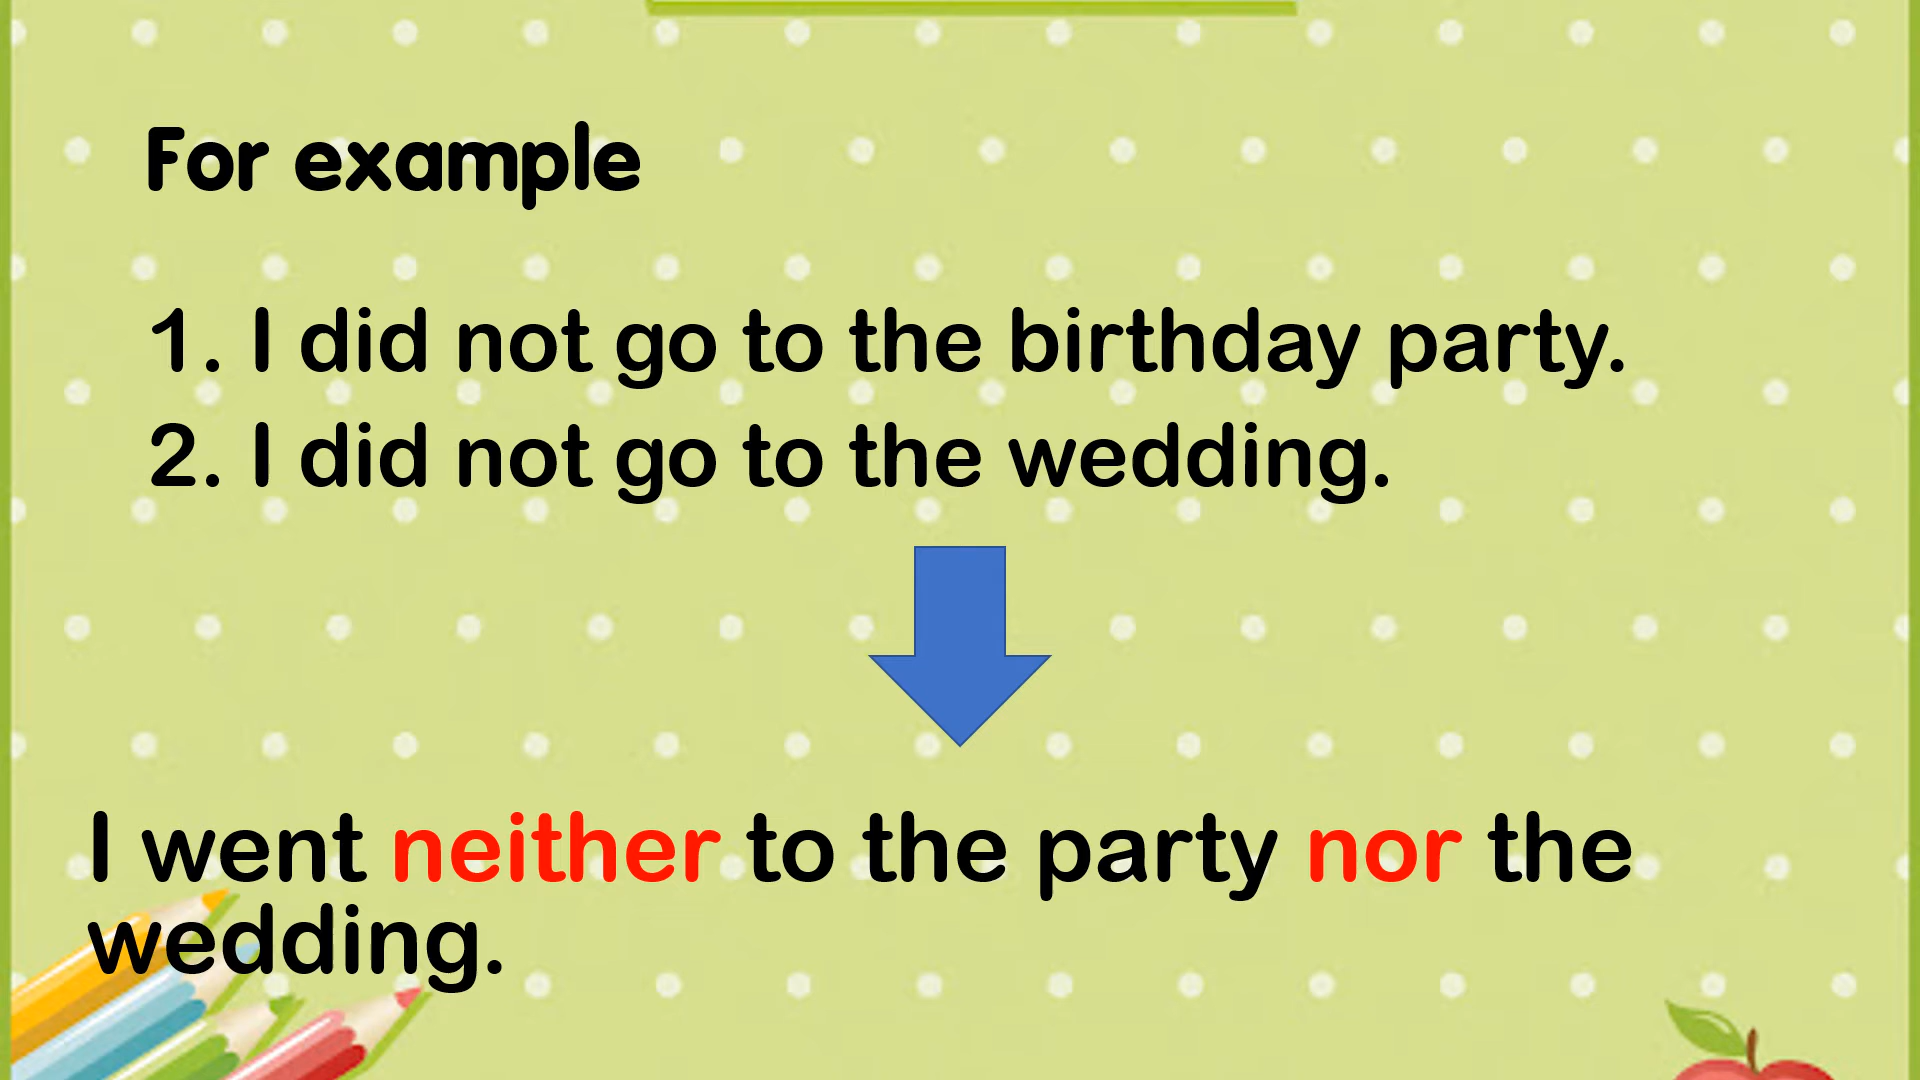 For example
1. I did not go to the birthday party.
2. I did not go to the wedding.
I went neither to the party nor the
wedding.